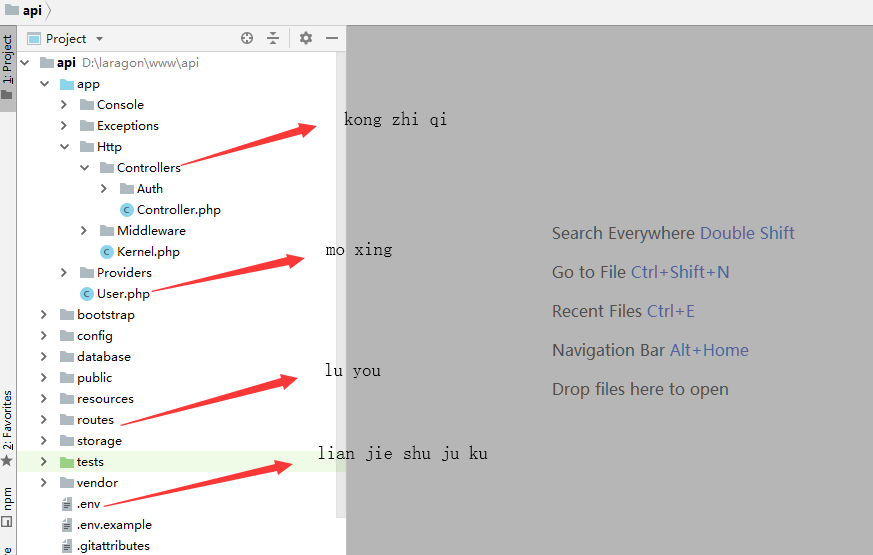 api
Project
1: Project
api D:\laragon\www\api
app
Console
Exceptions
Http
Controllers
kong zhi qi
Auth
Controller.php
Middleware
Kernel.php
mo xing
Providers
User.php
bootstrap
config
database
public
lu you
resources
routes
storage
tests
lian jie shu ju ku
vendor
.env
.env.example
.gitattributes
2: Favorites
npm
Search Everywhere Double Shift
Go to File Ctrl+Shift+N
Recent Files Ctrl+E
Navigation Bar Alt+Home
Drop files here to open